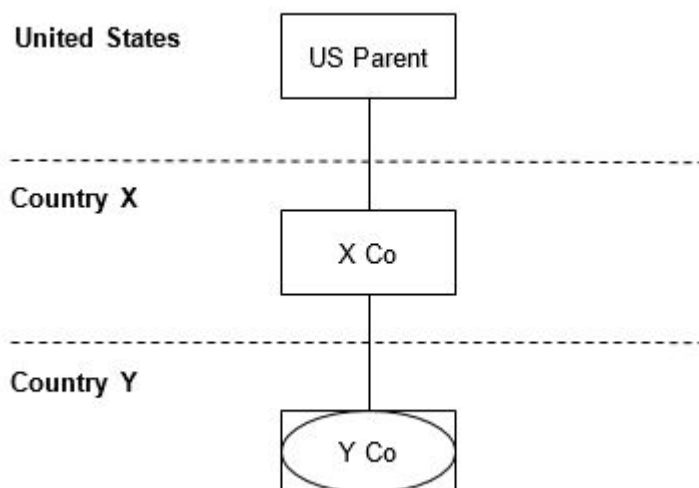 United States
US Parent
Country X
X Co
Country Y
Y Co